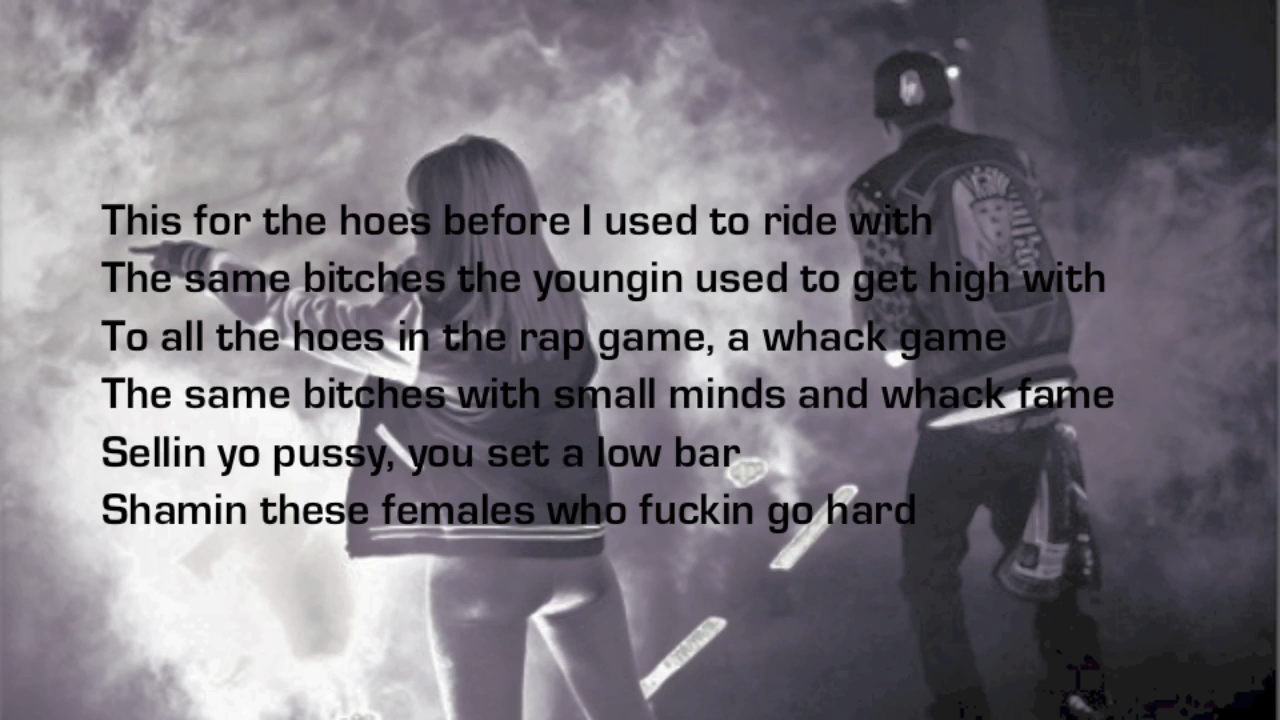 This for the hoes before I used to ride with
The same bitches the youngin used to get high with
To all the hoes in the rap game, a whack game
The same bitches with small minds and whack fame
Sellin yo pussy, you set a low bar
Shamin these females who fuckin go hard